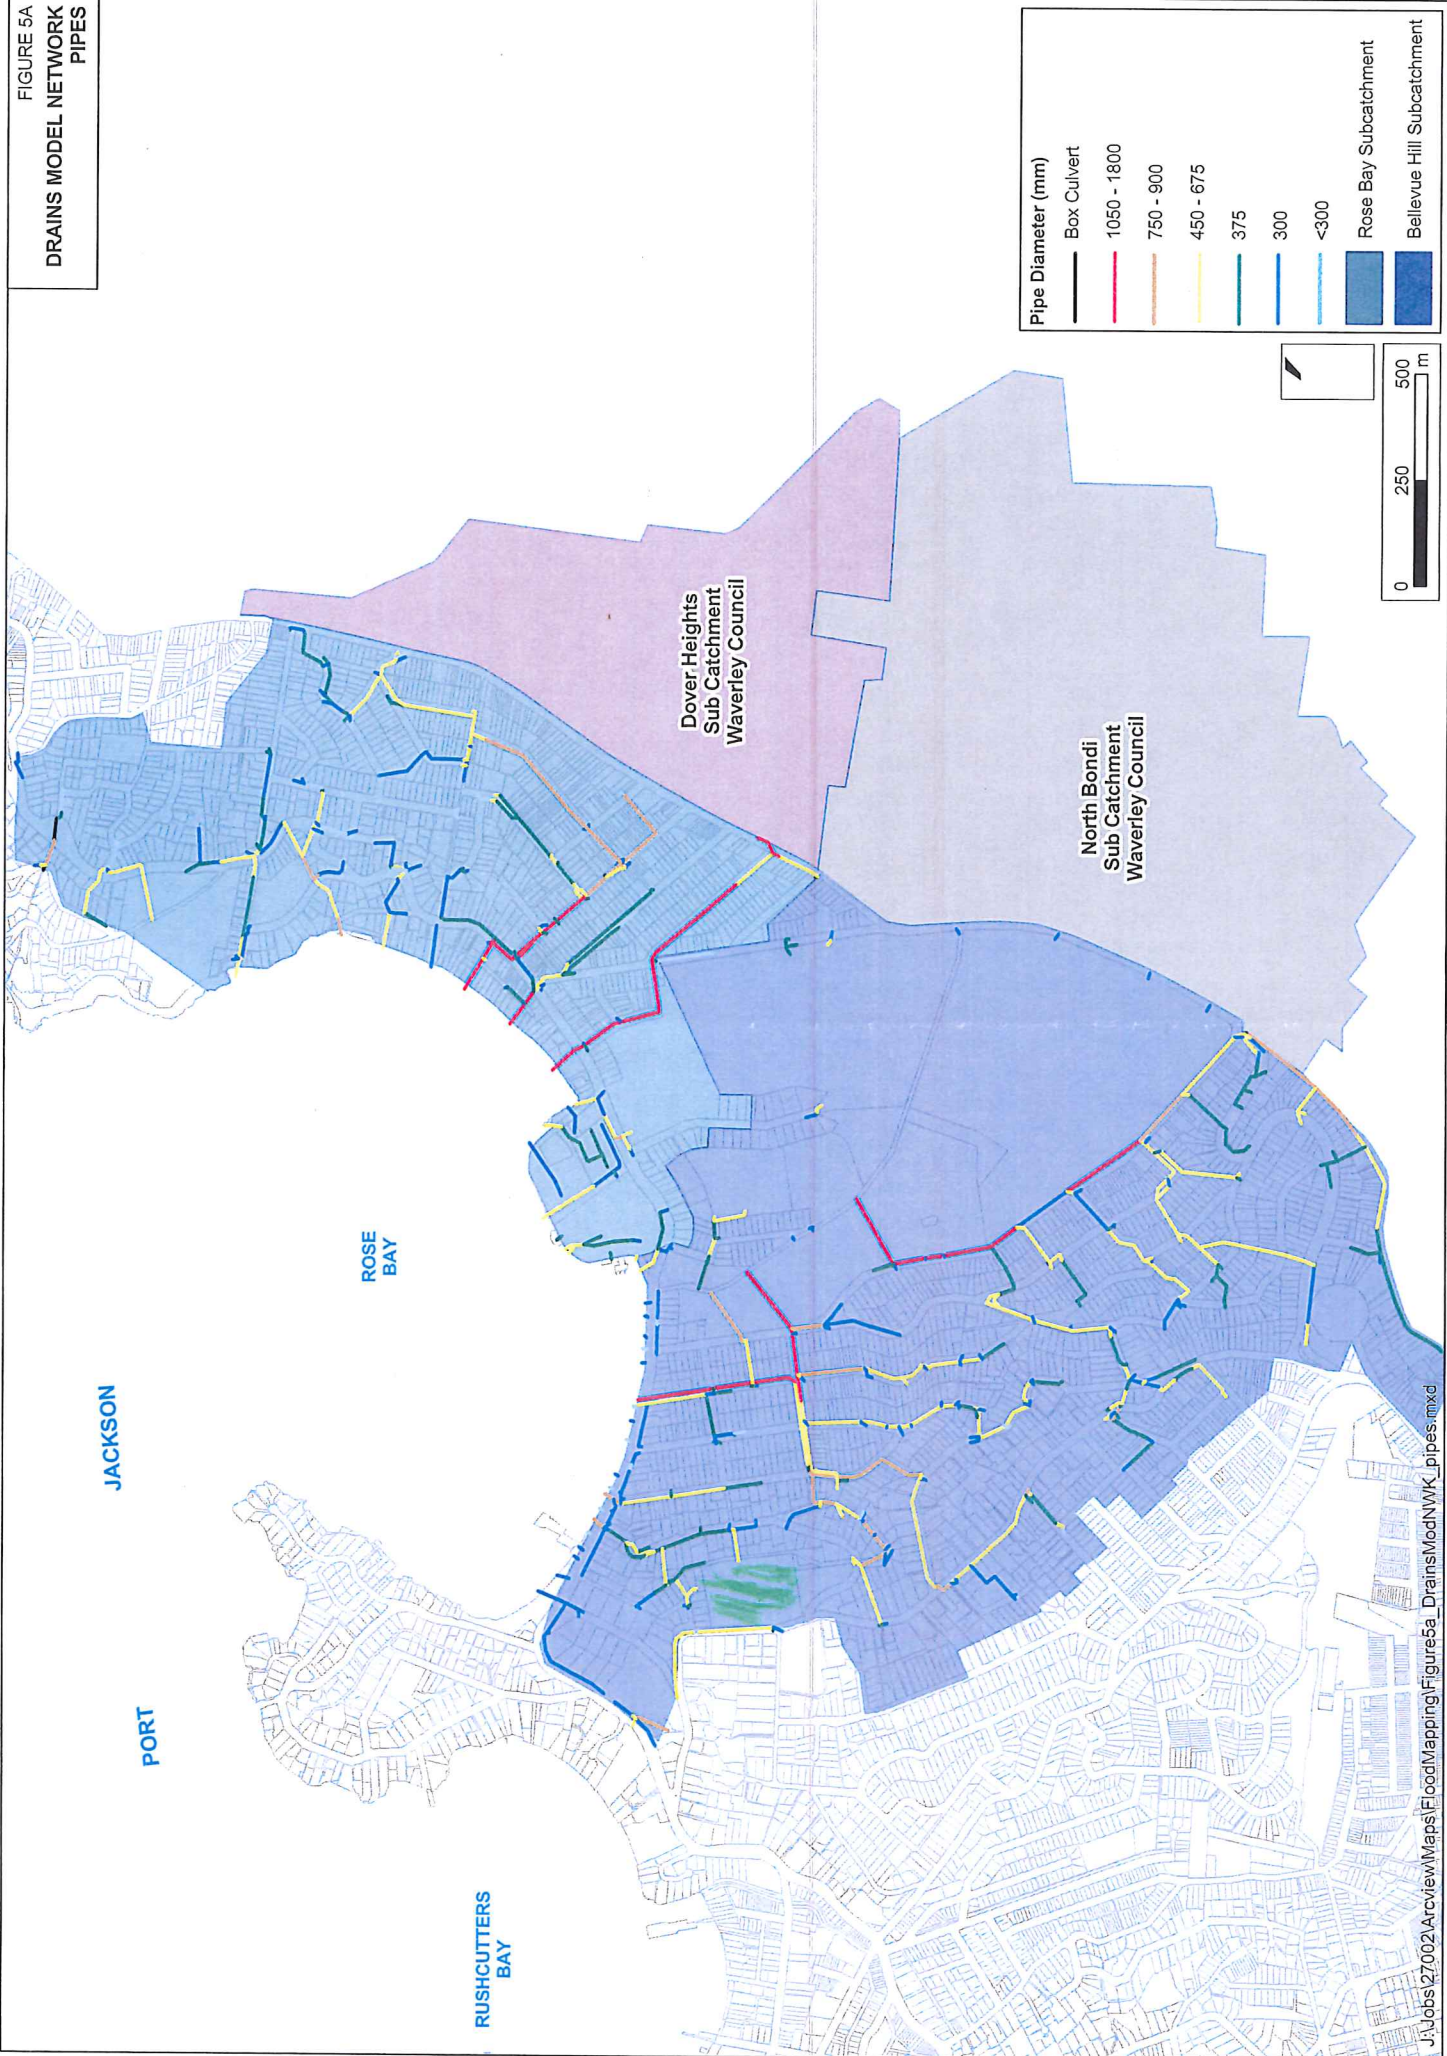 FIGURE 5A
DRAINS MODEL NETWORK
PIPES
JACKSON
PORT
ROSE
BAY
RUSHCUTTERS
BAY
Dover Heights
Sub Catchment
Waverley Council
North Bondi
Sub Catchment
Waverley Council
Pipe Diameter (mm)
Box Culvert
1050 - 1800
750 - 900
450 - 675
375
300
<300
Rose Bay Subcatchment
Bellevue Hill Subcatchment
0 250 500
m
J:\Jobs\27002\Arcview\Maps\FloodMapping\Figure5a_DrainsModNWK_pipes.mxd